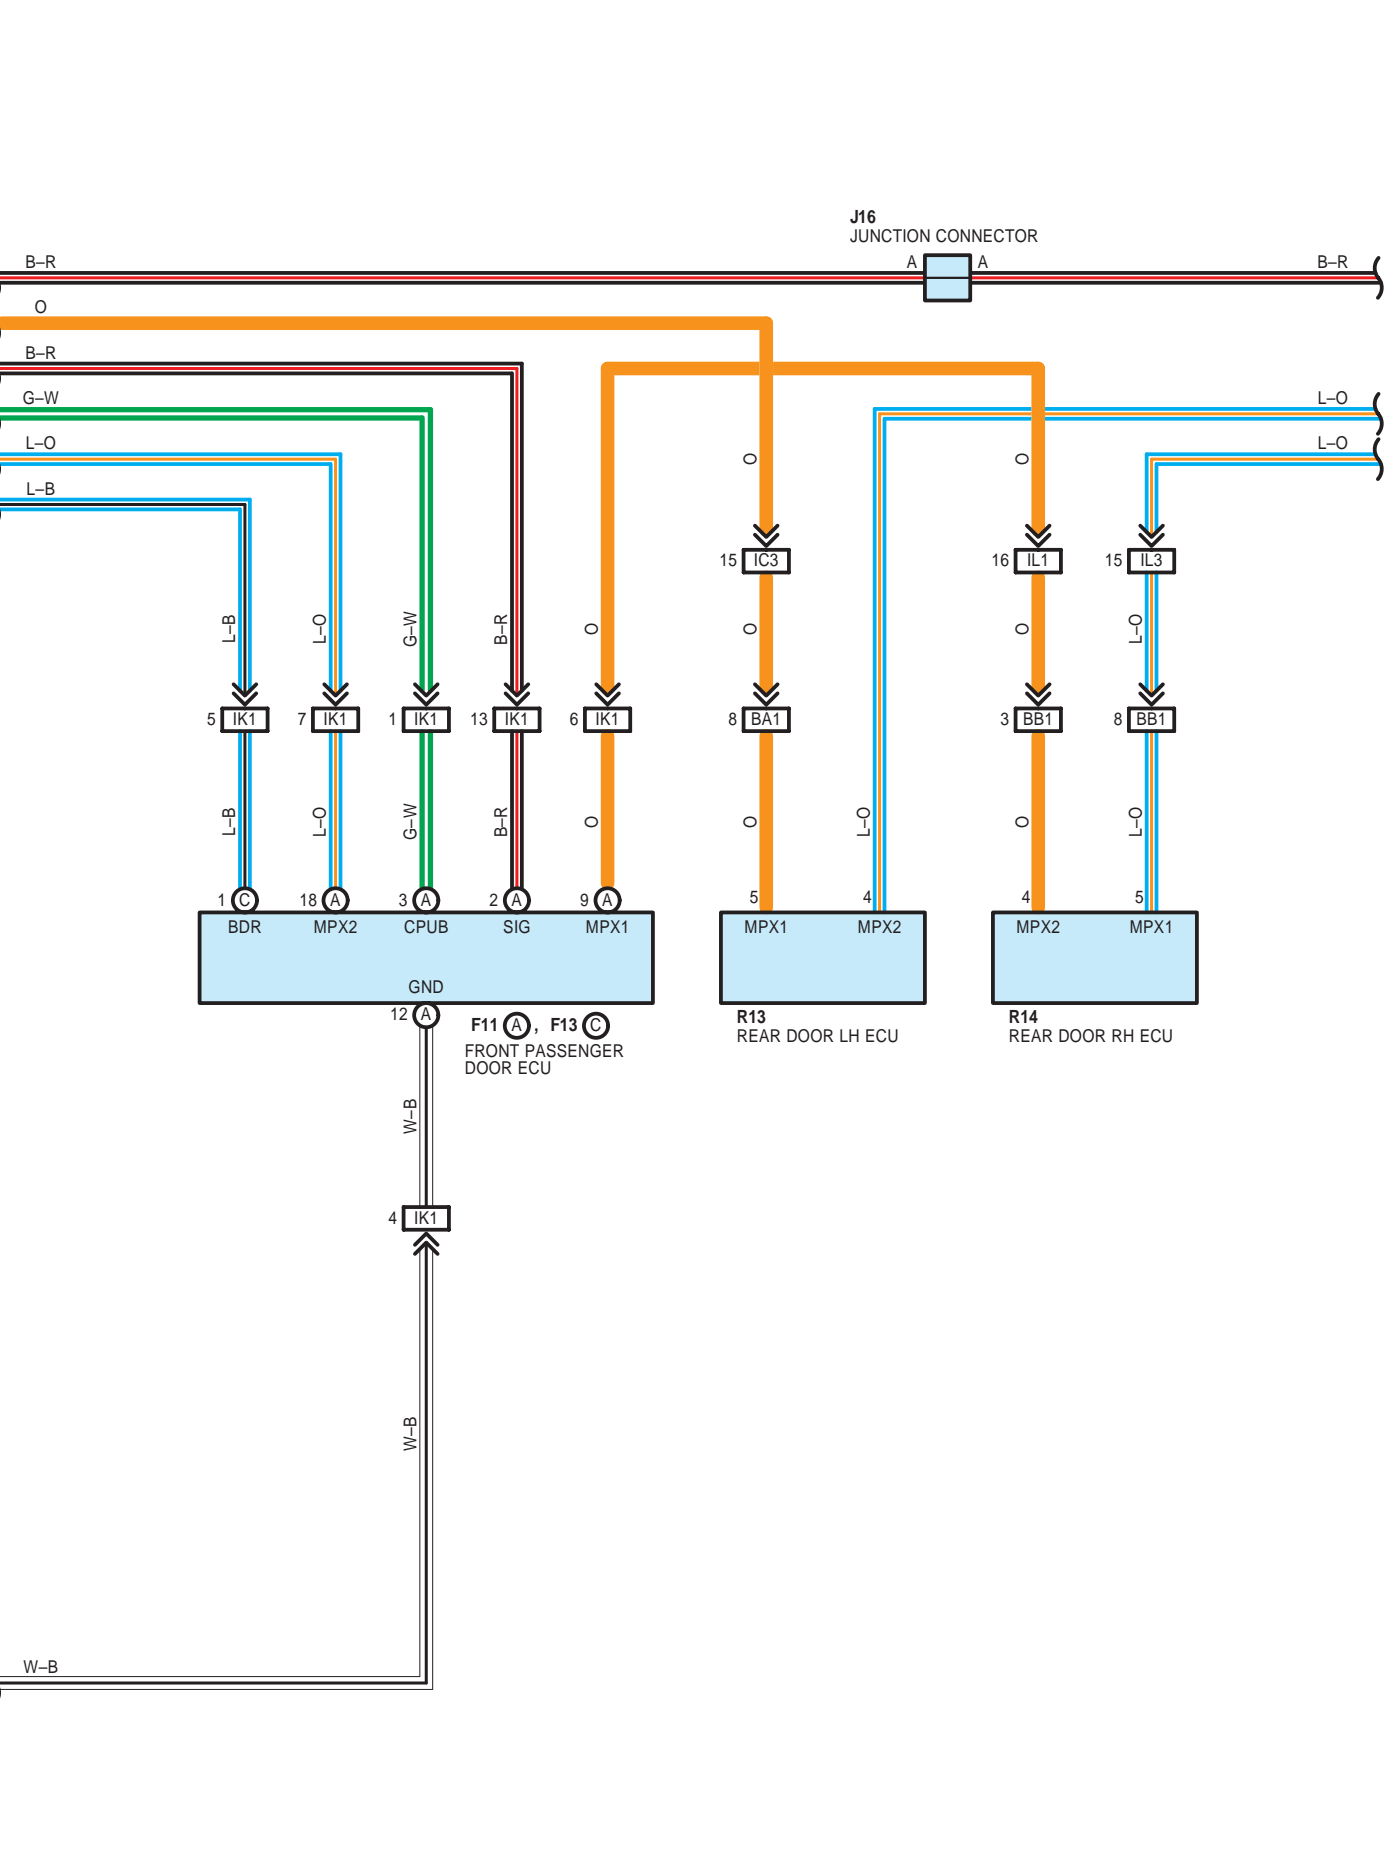 J16
JUNCTION CONNECTOR
B–R A A B–R
O
B–R
G–W L–O
L–O L–O
L–B
O O
15 IC3 16 IL1 15 IL3
L–B L–O G–W B–R O O O L–O
5 IK1 7 IK1 1 IK1 13 IK1 6 IK1 8 BA1 3 BB1 8 BB1
L–B L–O G–W B–R O O L–O O L–O
1 C 18 A 3 A 2 A 9 A 5 4 4 5
BDR MPX2 CPUB SIG MPX1 MPX1 MPX2 MPX2 MPX1
GND
12 A F11 A , F13 C R13 R14
REAR DOOR LH ECU REAR DOOR RH ECU
FRONT PASSENGER
DOOR ECU
W–B
4 IK1
W–B
W–B